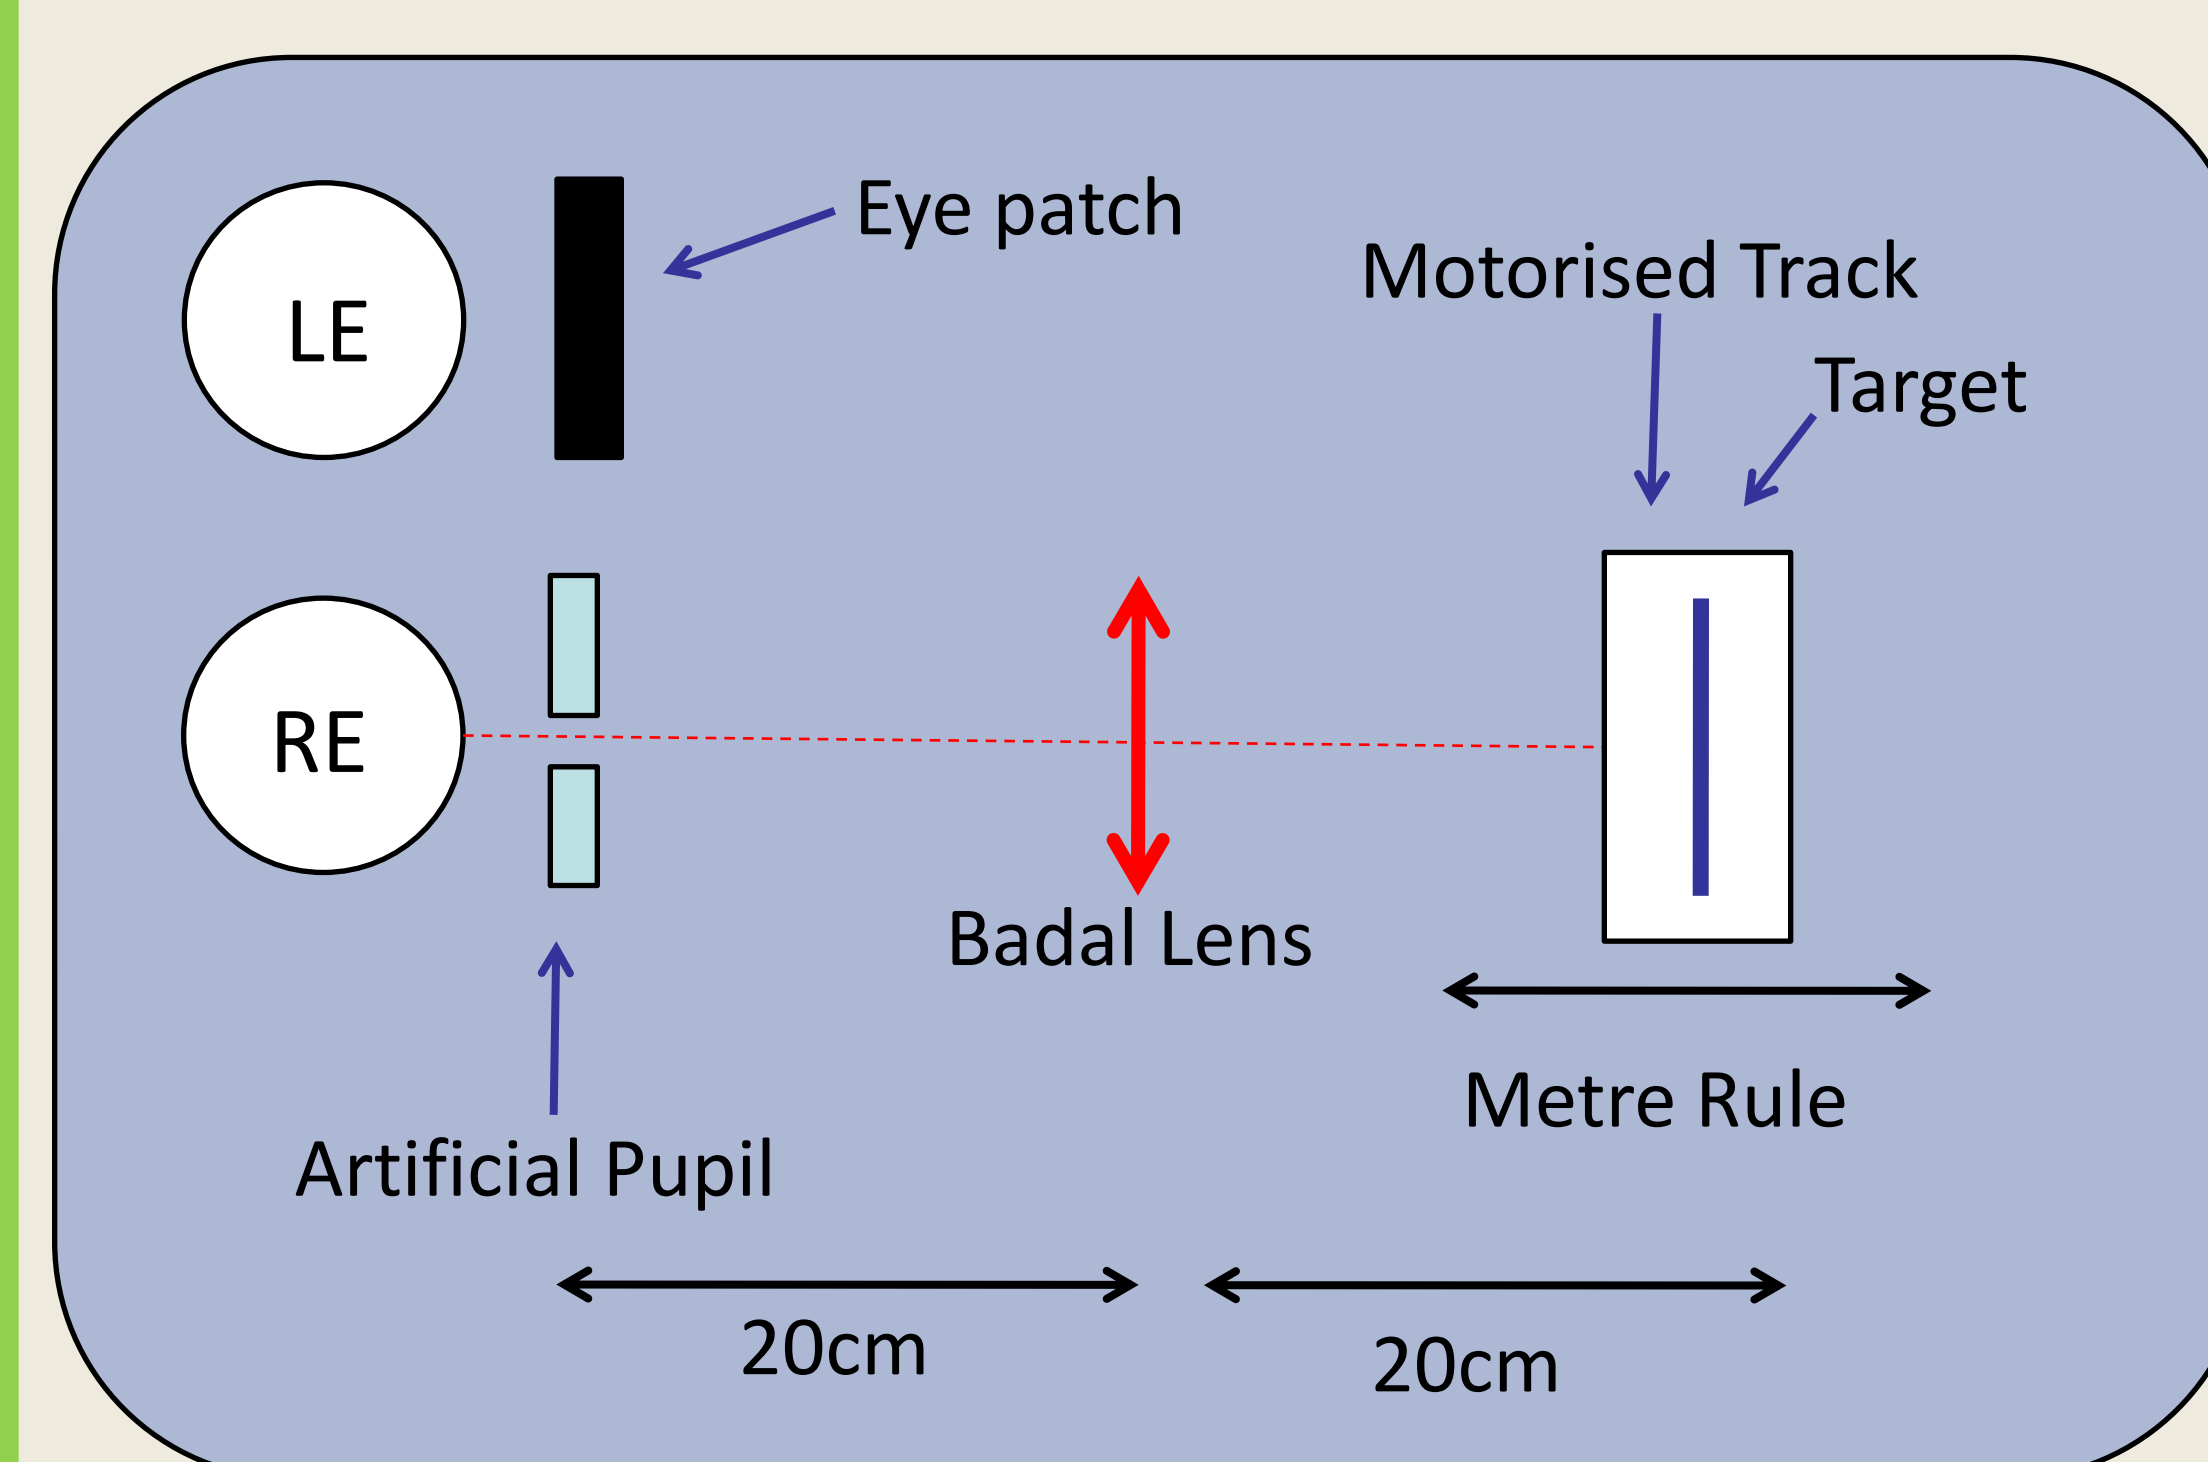 Eye patch
Motorised Track
LE
Target
RE
Badal Lens
Metre Rule
Artificial Pupil
20cm
20cm